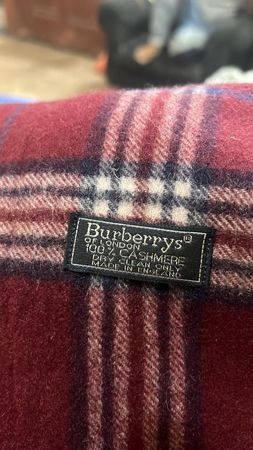 Burberrys®
OF LONDON
100% CASHMERE
DRY CLEAN ONLY
MADE IN ENGLAND